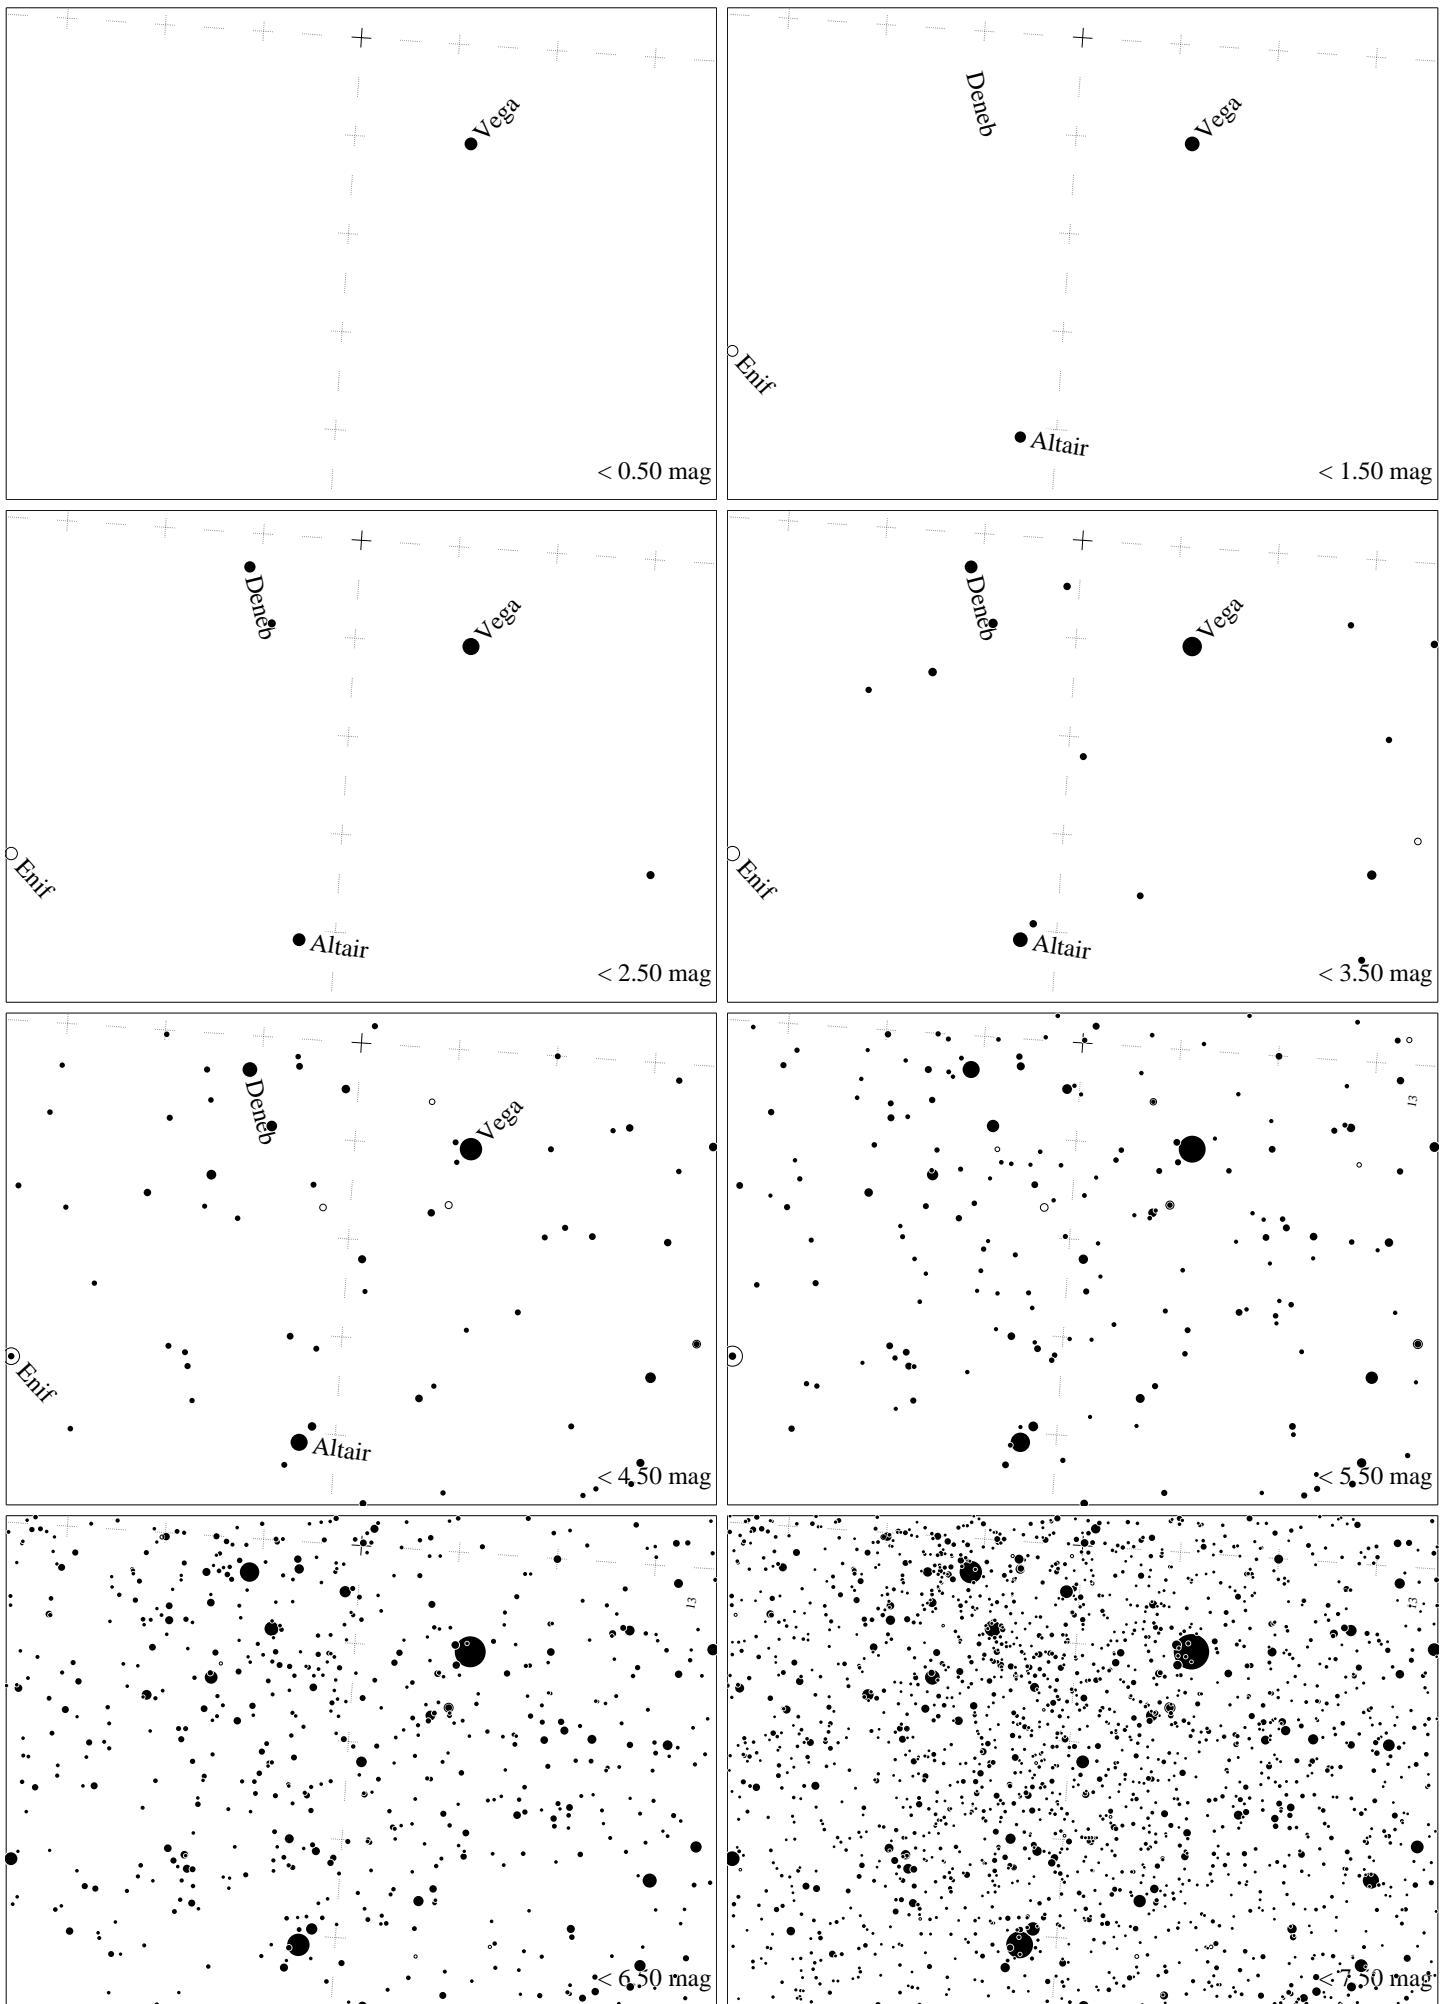 Vega
< 0.50 mag
Deneb
Vega
Enif
Altair
< 1.50 mag
Deneb
Vega
Enif
Altair
< 2.50 mag
Deneb
Vega
Enif
Altair
< 3.50 mag
Deneb
Vega
Enif
Altair
< 4.50 mag
13
< 5.50 mag
13
< 6.50 mag
13
< 7.50 mag